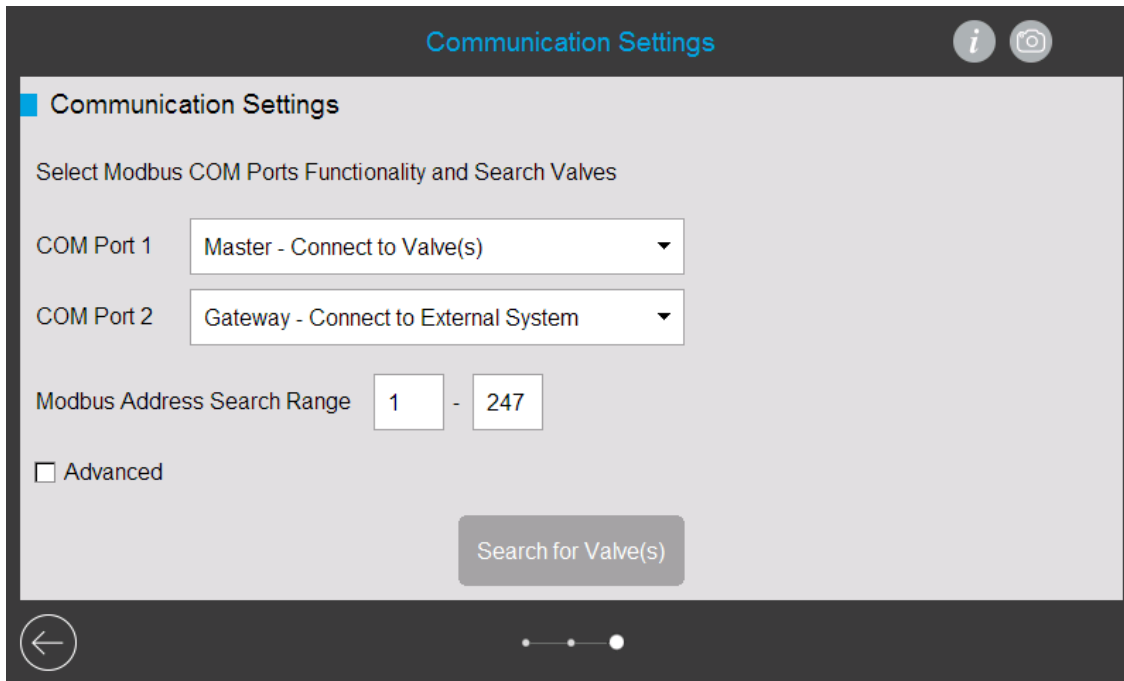 Communication Settings
Communication Settings
Select Modbus COM Ports Functionality and Search Valves
COM Port 1 Master - Connect to Valve(s)
COM Port 2 Gateway - Connect to External System
Modbus Address Search Range 1 - 247
Advanced
Search for Valve(s)